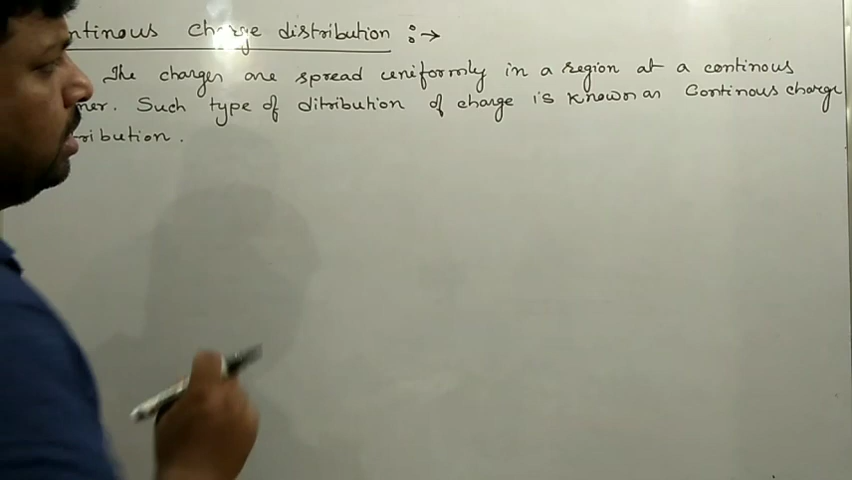 ntinous charge distribution :→
The charges are spread uniformly in a region at a continous
ner. Such type of ditribution of charge is known as Continous charge
ribution.